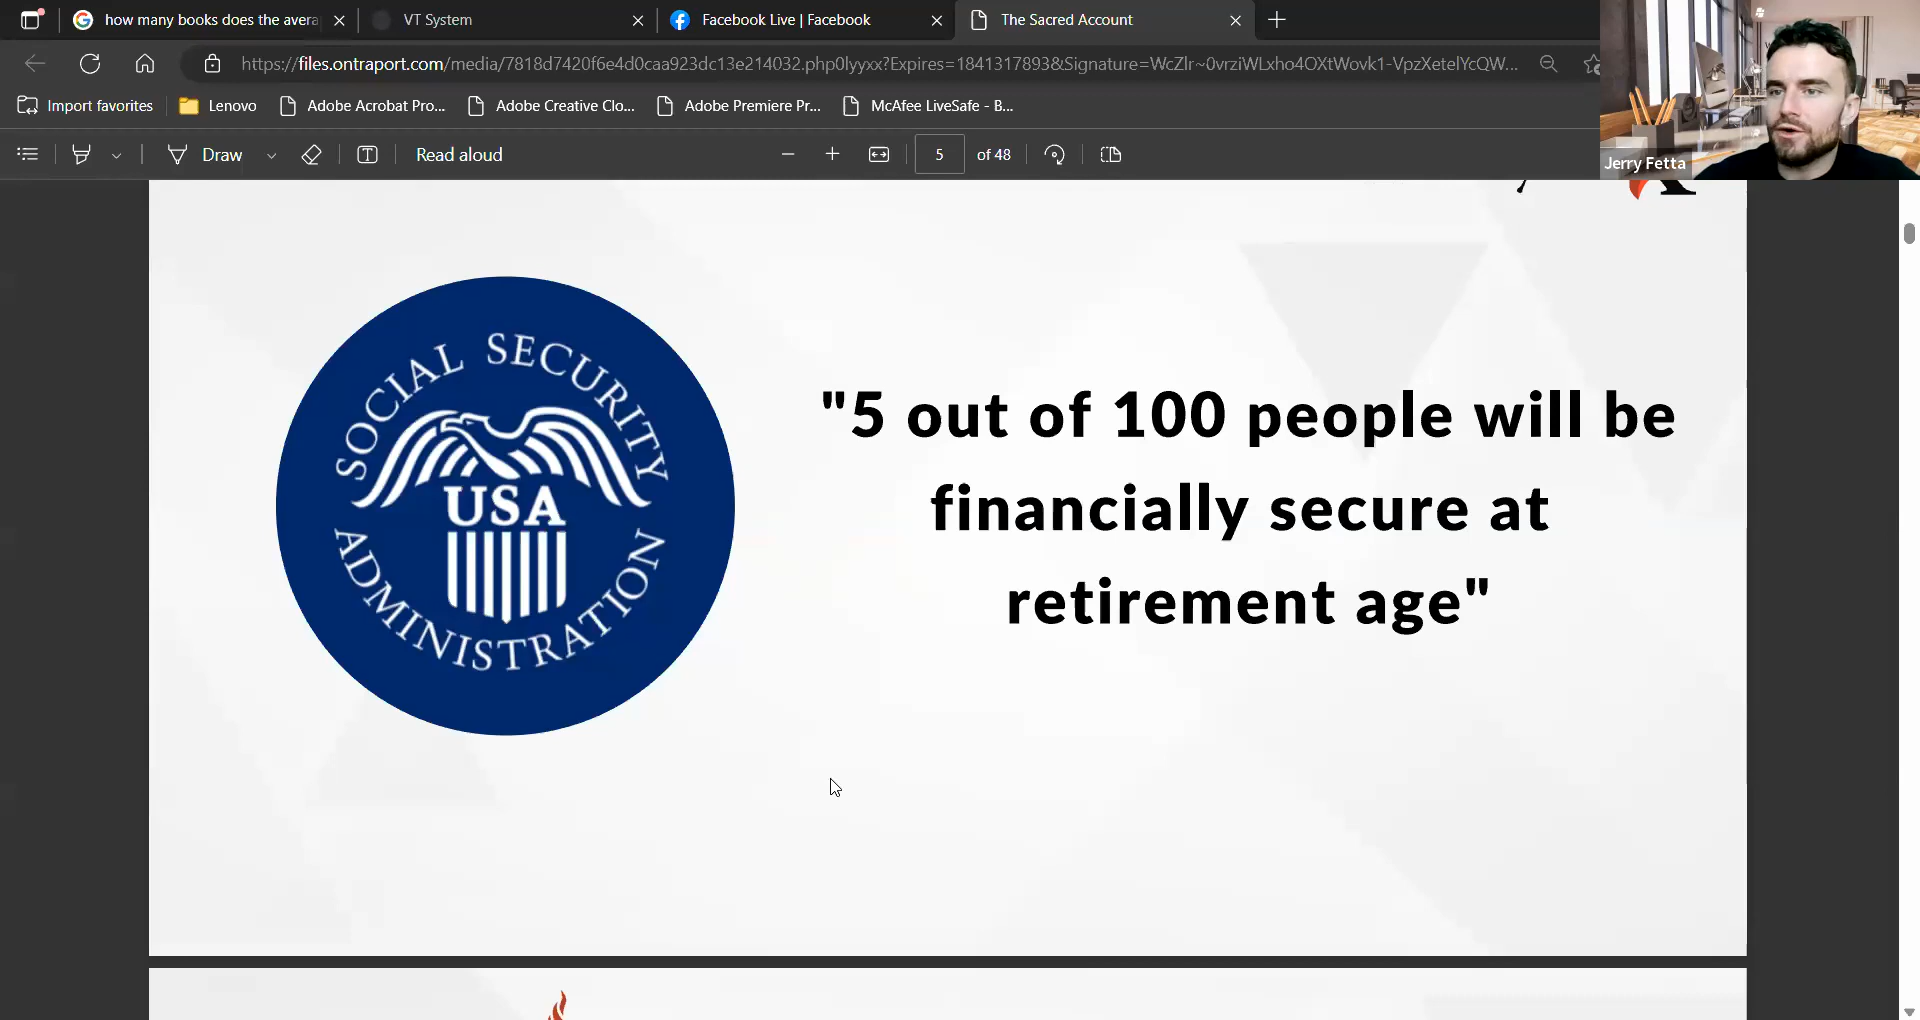 how many books does the avera
VT System
Facebook Live | Facebook
The Sacred Account
https://files.ontraport.com/media/7818d7420f6e4d0caa923dc13e214032.php0lyyxx?Expires=1841317893&Signature=WcZlr~0vrziWLxho4OXtWovk1-VpzXetelYcQW...
Import favorites
Lenovo
Adobe Acrobat Pro...
Adobe Creative Clo...
Adobe Premiere Pr...
McAfee LiveSafe - B...
Draw
Read aloud
5
of 48
Jerry Fetta
SOCIAL SECURITY
USA
ADMINISTRATION
"5 out of 100 people will be
financially secure at
retirement age"